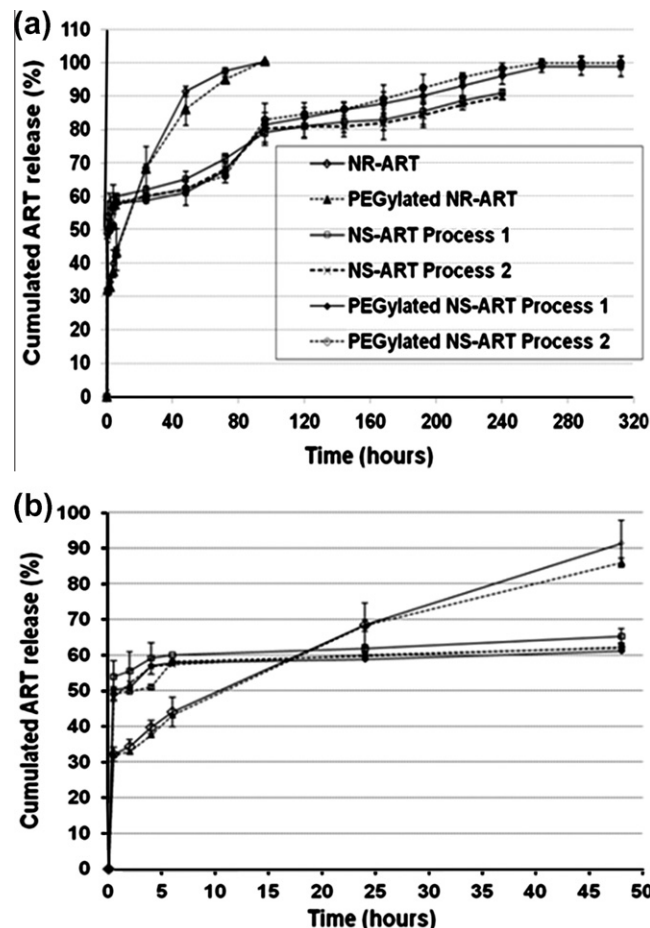 (a)
Cumulated ART release (%)
110
100
90
80
70
60
50
40
30
20
10
0
NR-ART
PEGylated NR-ART
NS-ART Process 1
NS-ART Process 2
PEGylated NS-ART Process 1
PEGylated NS-ART Process 2
0 40 80 120 160 200 240 280 320
Time (hours)
(b)
Cumulated ART release (%)
100
90
80
70
60
50
40
30
20
10
0
0 5 10 15 20 25 30 35 40 45 50
Time (hours)